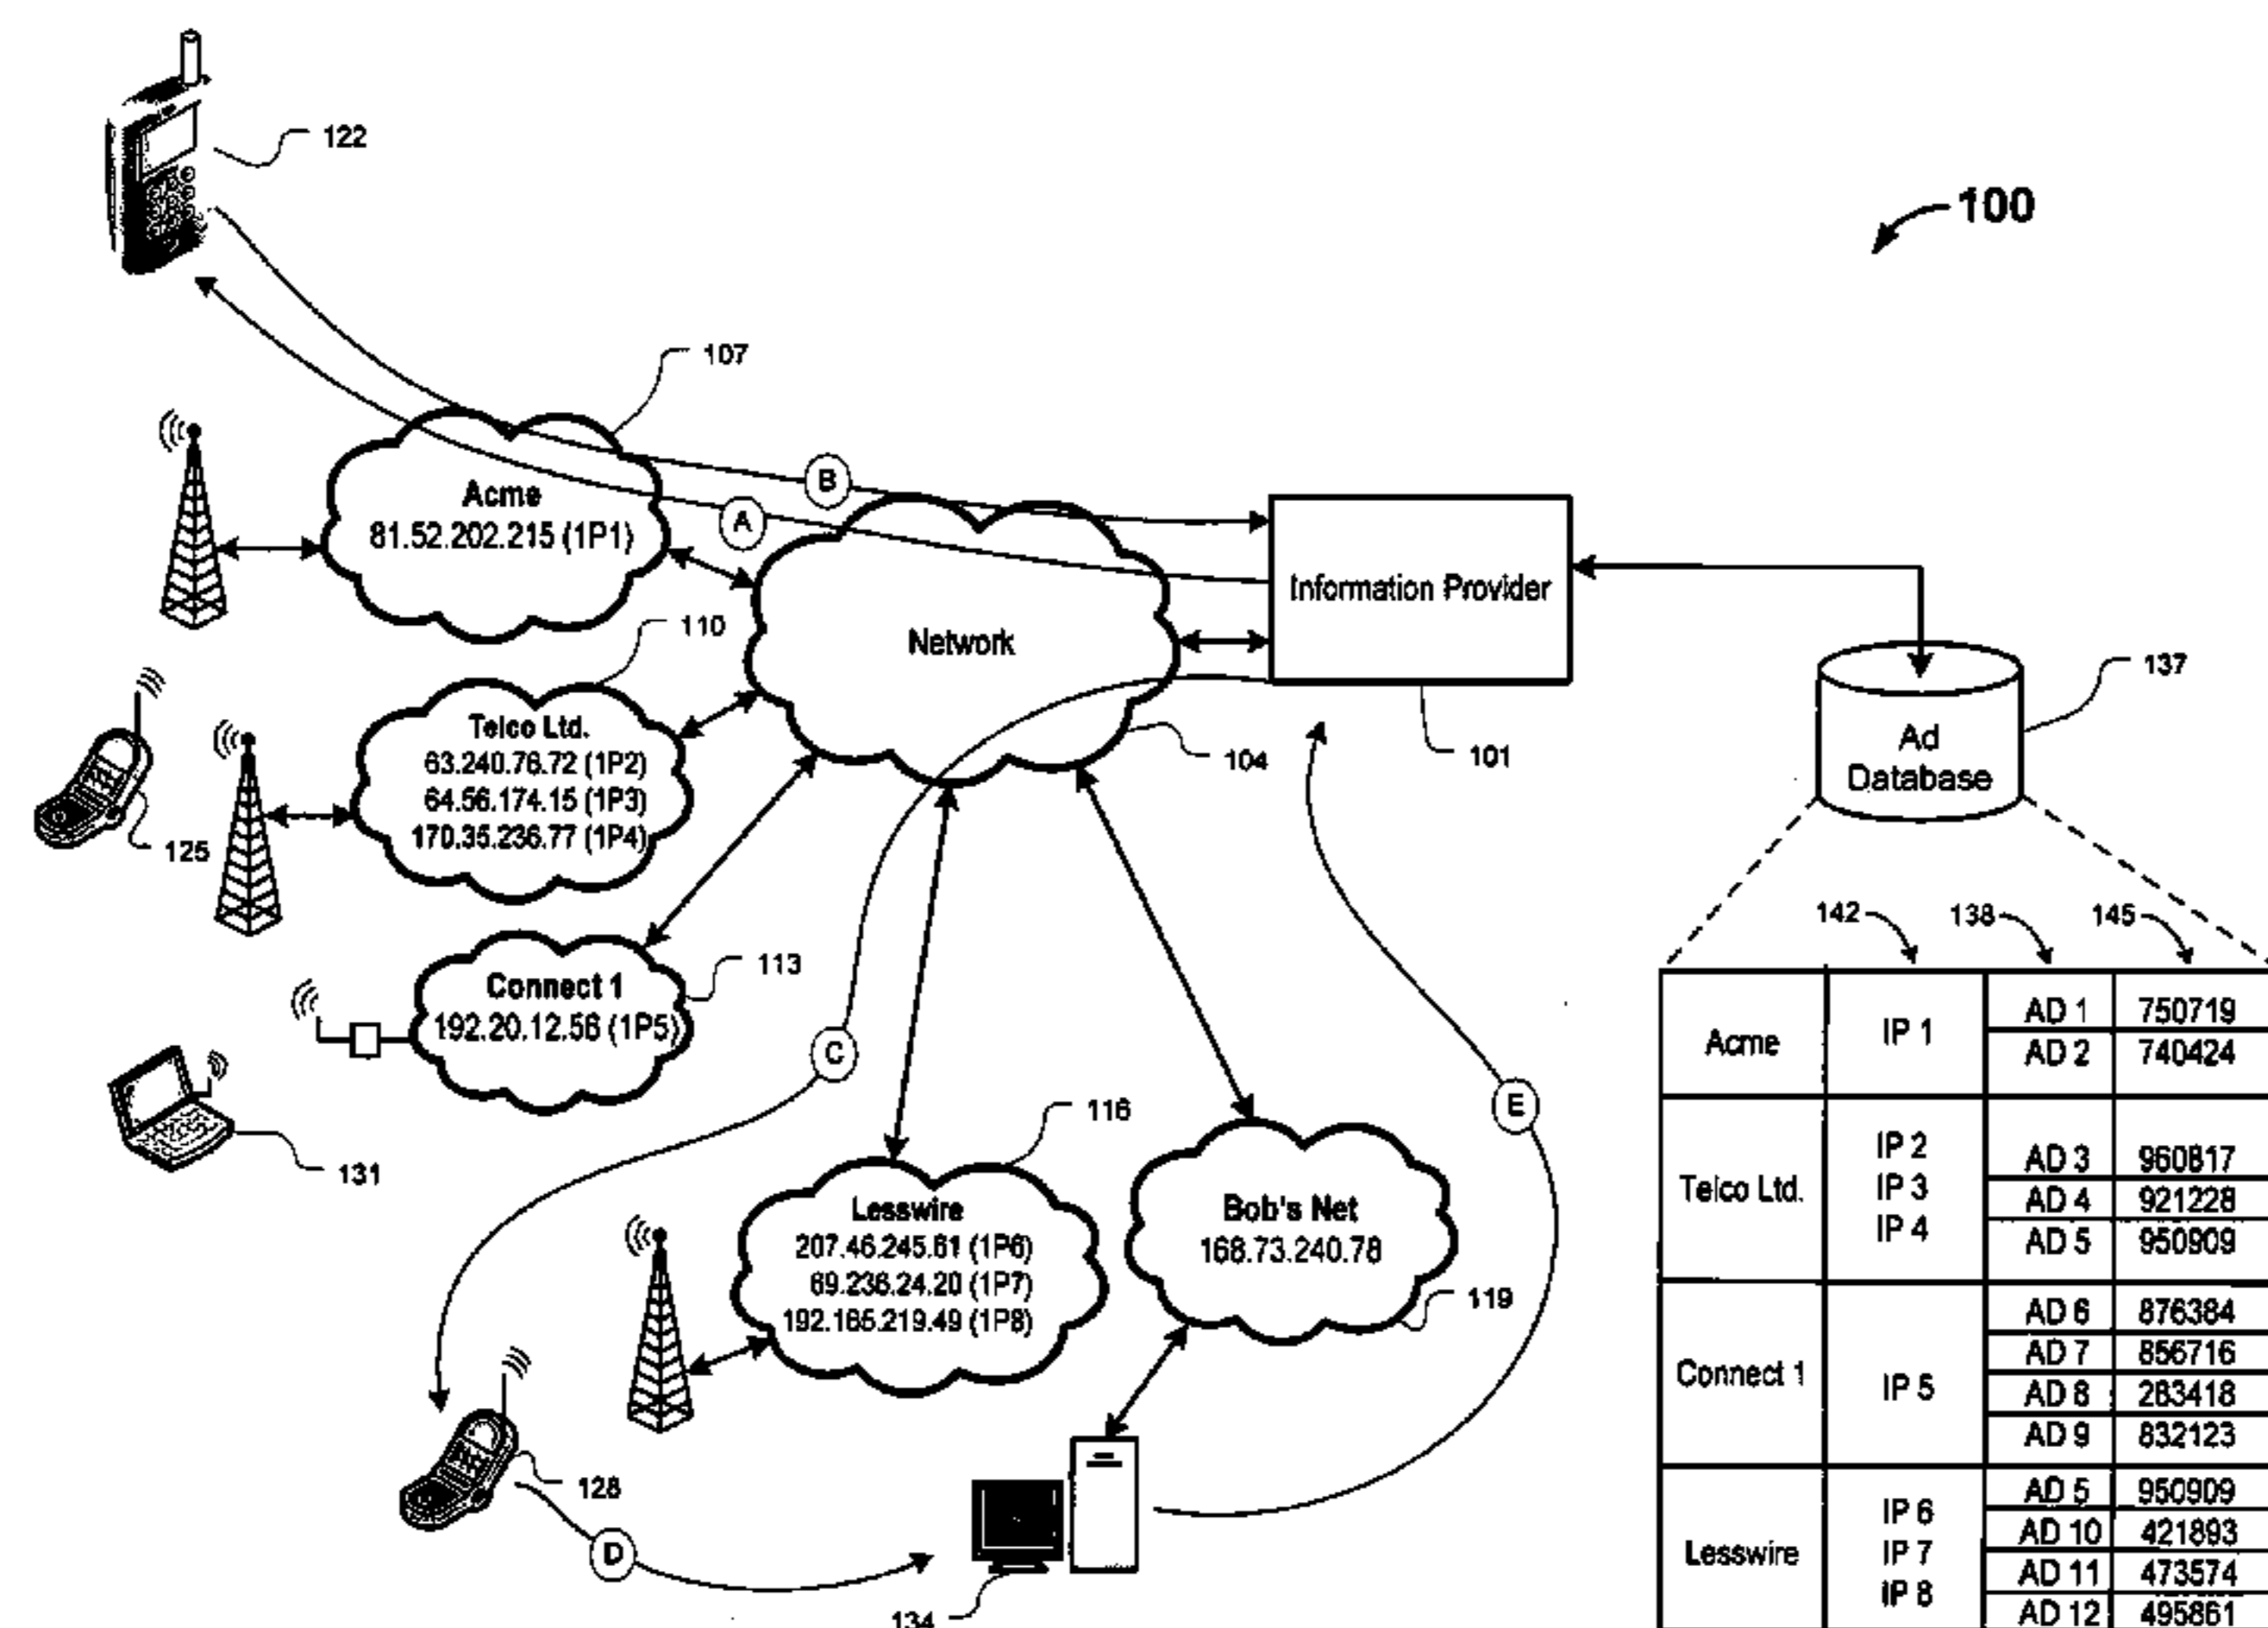 122
100
107
B
Acme
81.52.202.215 (1P1)
A
Information Provider
110
Network
137
Telco Ltd.
63.240.76.72 (1P2)
64.56.174.15 (1P3)
170.35.236.77 (1P4)
104
101
Ad
Database
125
142
138
145
Connect 1
192.20.12.56 (1P5)
113
C
131
116
E
Lesswire
207.46.245.61 (1P6)
69.236.24.20 (1P7)
192.165.219.49 (1P8)
Bob's Net
168.73.240.78
119
128
D
134
Acme
IP 1
AD 1 750719
AD 2 740424
Telco Ltd.
IP 2
IP 3
IP 4
AD 3 960817
AD 4 921228
AD 5 950909
Connect 1
IP 5
AD 6 876384
AD 7 856716
AD 8 283418
AD 9 832123
Lesswire
IP 6
IP 7
IP 8
AD 5 950909
AD 10 421893
AD 11 473574
AD 12 495861